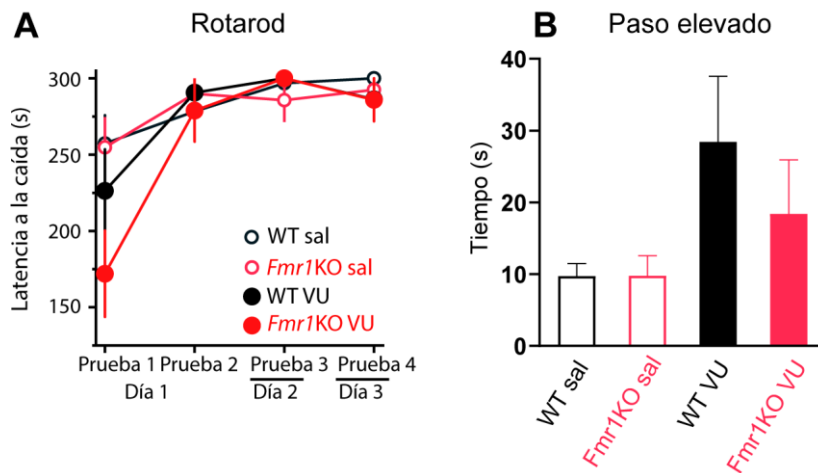 A
Rotarod
Latencia a la caída (s)
300
250
200
150
WT sal
Fmr1KO sal
WT VU
Fmr1KO VU
Prueba 1 Prueba 2 Prueba 3 Prueba 4
Día 1 Día 2 Día 3
B
Paso elevado
Tiempo (s)
40
30
20
10
0
WT sal
Fmr1KO sal
WT VU
Fmr1KO VU